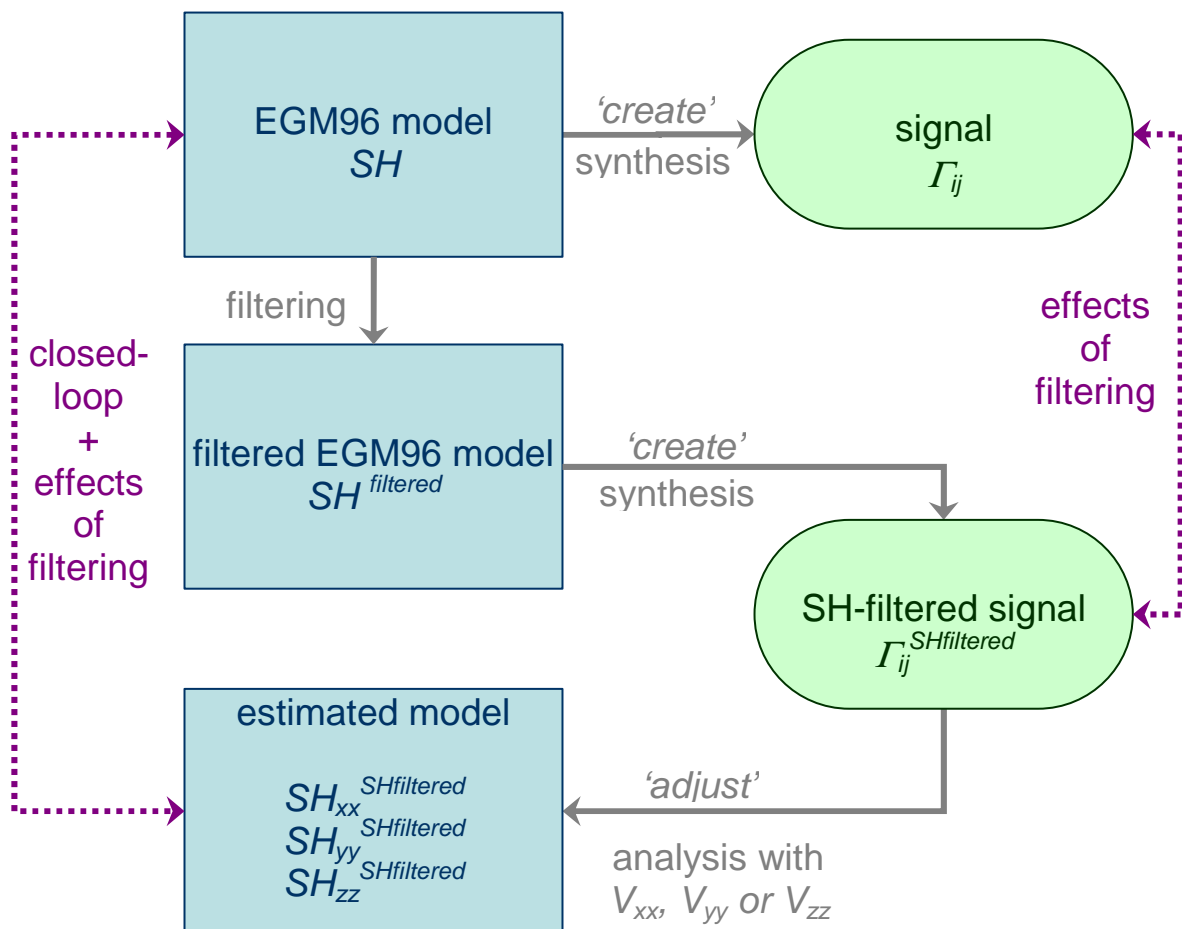 EGM96 model
SH
‘create’
synthesis
signal
Γij
filtering
closed-
loop
+
effects
of
filtering
effects
of
filtering
filtered EGM96 model
SH filtered
‘create’
synthesis
SH-filtered signal
Γij SHfiltered
estimated model
SHxx SHfiltered
SHyy SHfiltered
SHzz SHfiltered
‘adjust’
analysis with
Vxx, Vyy or Vzz